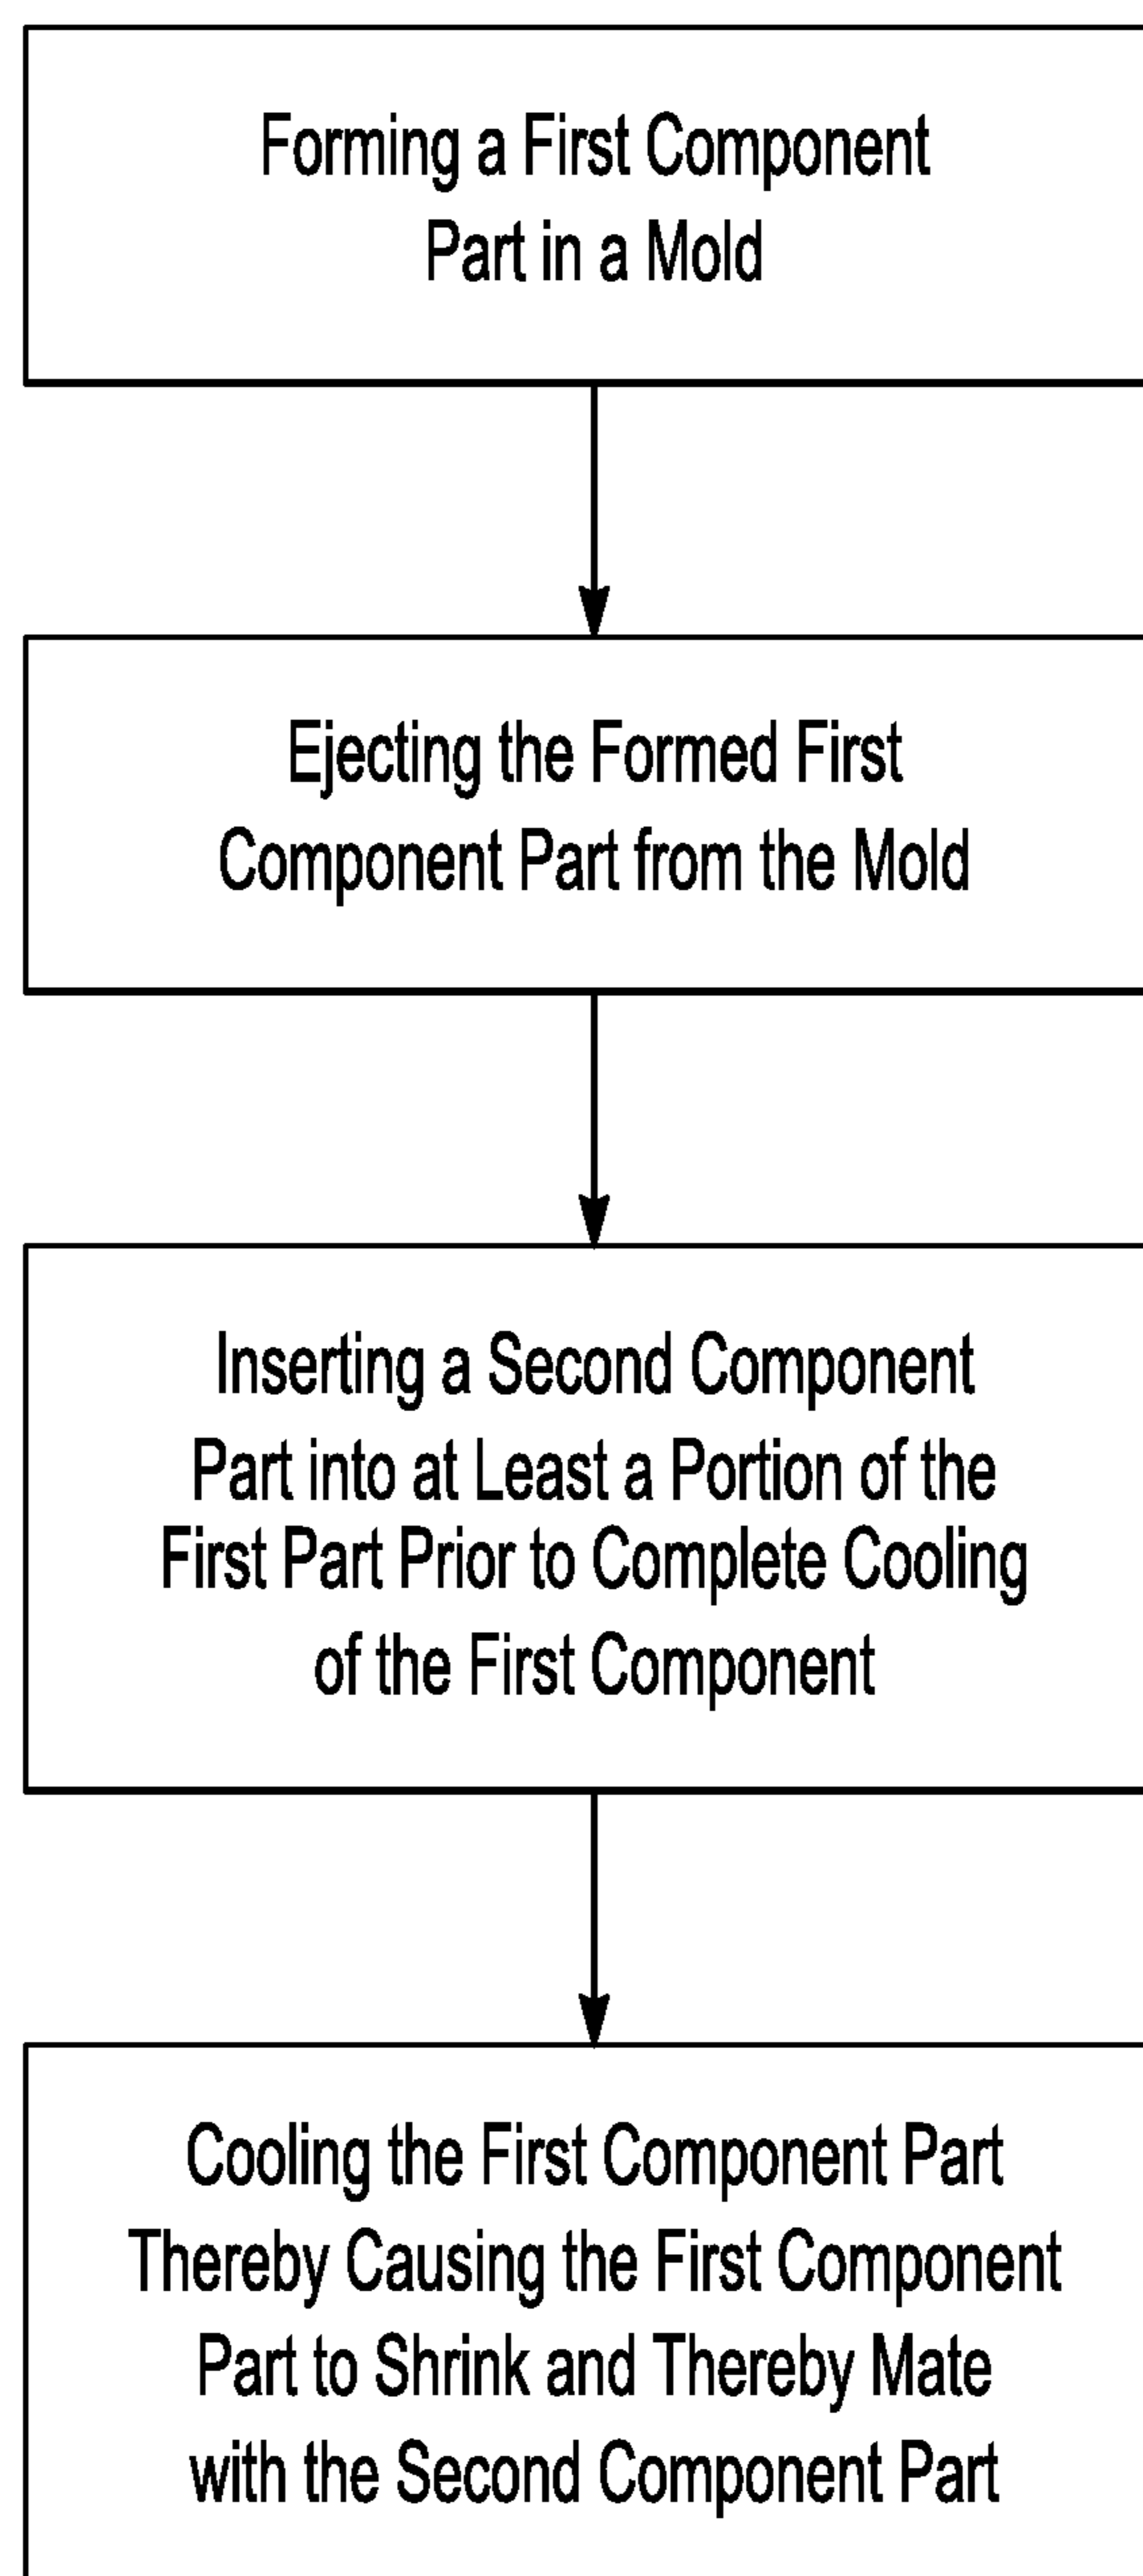 Forming a First Component
Part in a Mold
Ejecting the Formed First
Component Part from the Mold
Inserting a Second Component
Part into at Least a Portion of the
First Part Prior to Complete Cooling
of the First Component
Cooling the First Component Part
Thereby Causing the First Component
Part to Shrink and Thereby Mate
with the Second Component Part